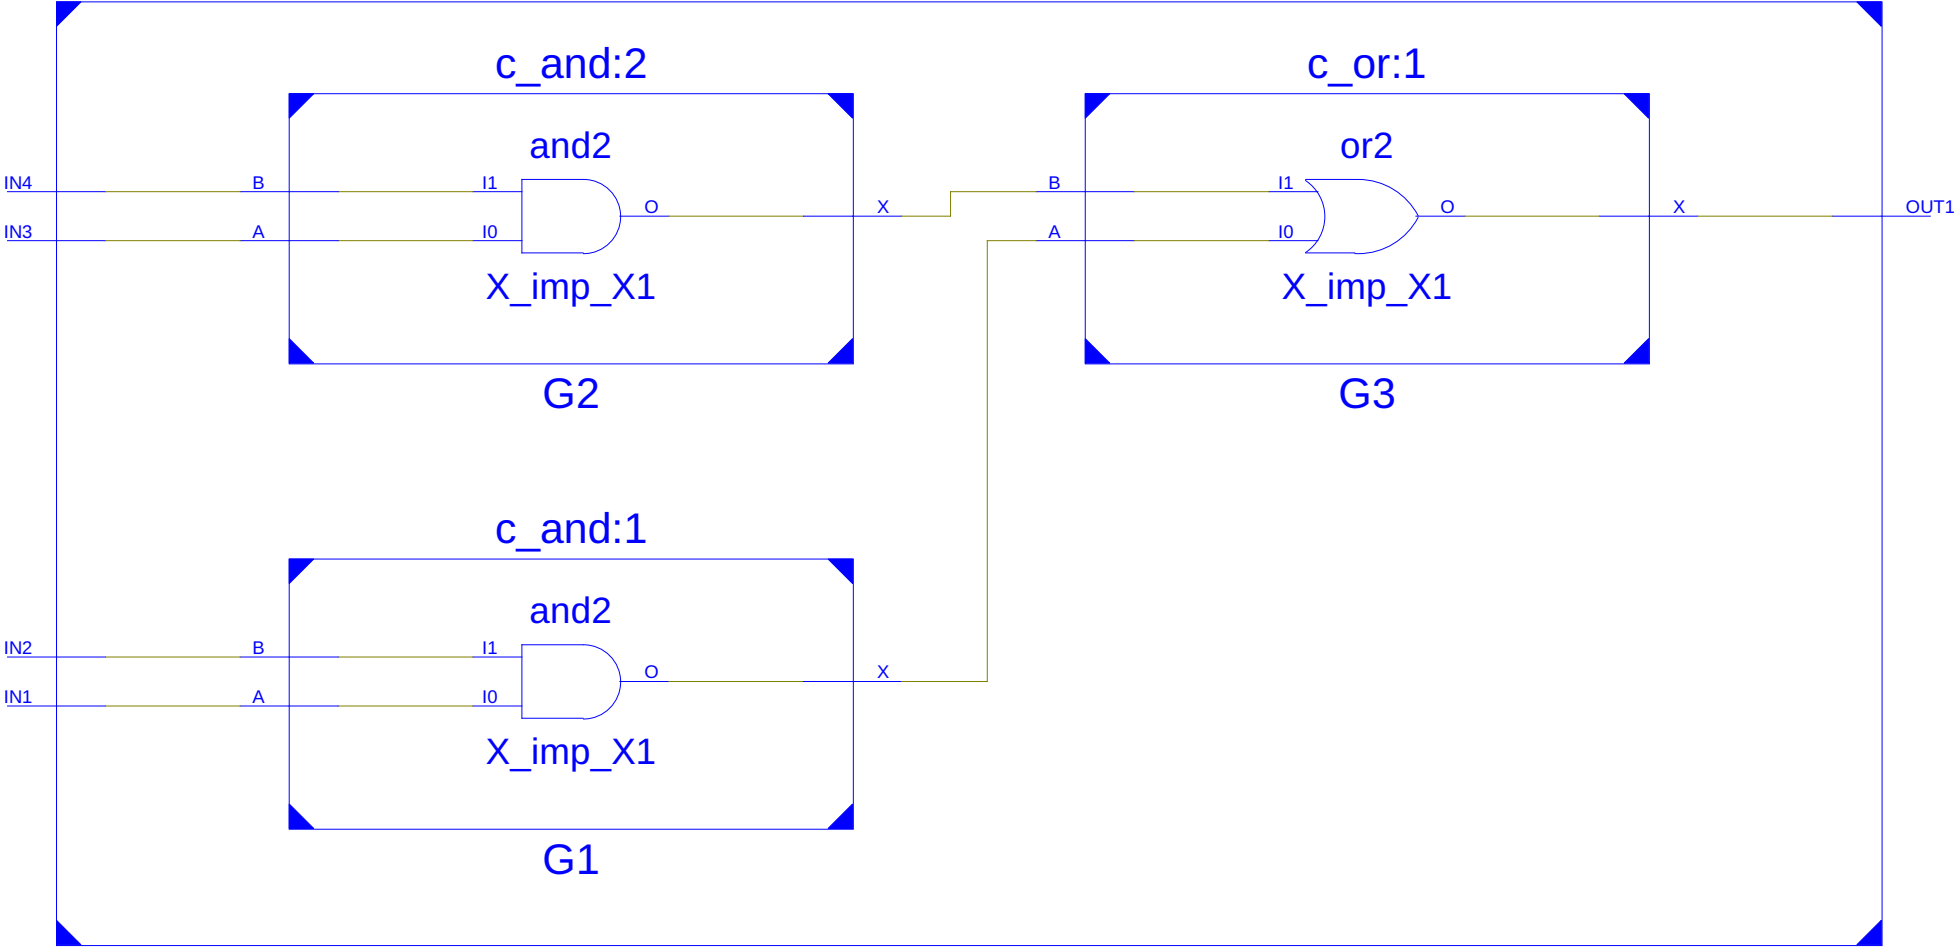 c_and:2
c_or:1
and2
or2
IN4
B
I1
B
I1
O
X
O
X
OUT1
IN3
A
I0
A
I0
X_imp_X1
X_imp_X1
G2
G3
c_and:1
and2
IN2
B
I1
O
X
IN1
A
I0
X_imp_X1
G1